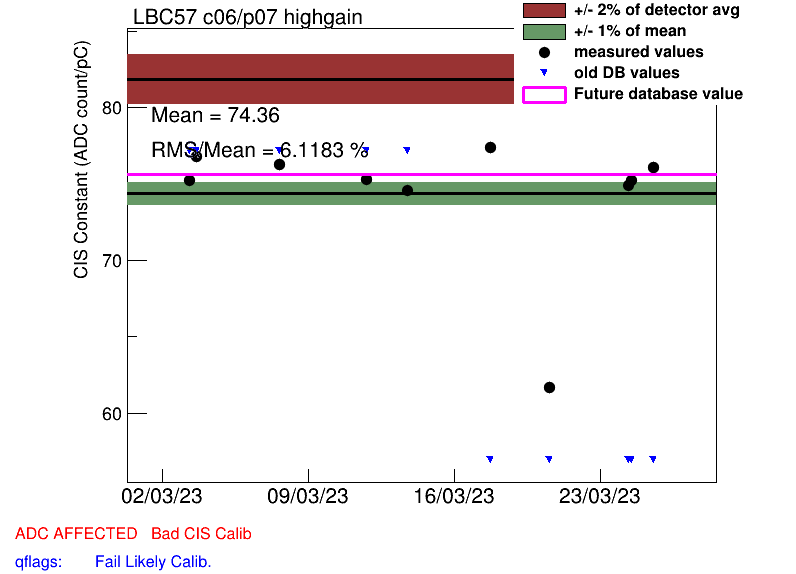 LBC57 c06/p07 highgain
+/- 2% of detector avg
+/- 1% of mean
measured values
old DB values
Future database value
CIS Constant (ADC count/pC)
80
70
60
Mean = 74.36
RMS/Mean = 6.1183 %
02/03/23 09/03/23 16/03/23 23/03/23
ADC AFFECTED Bad CIS Calib
qflags: Fail Likely Calib.